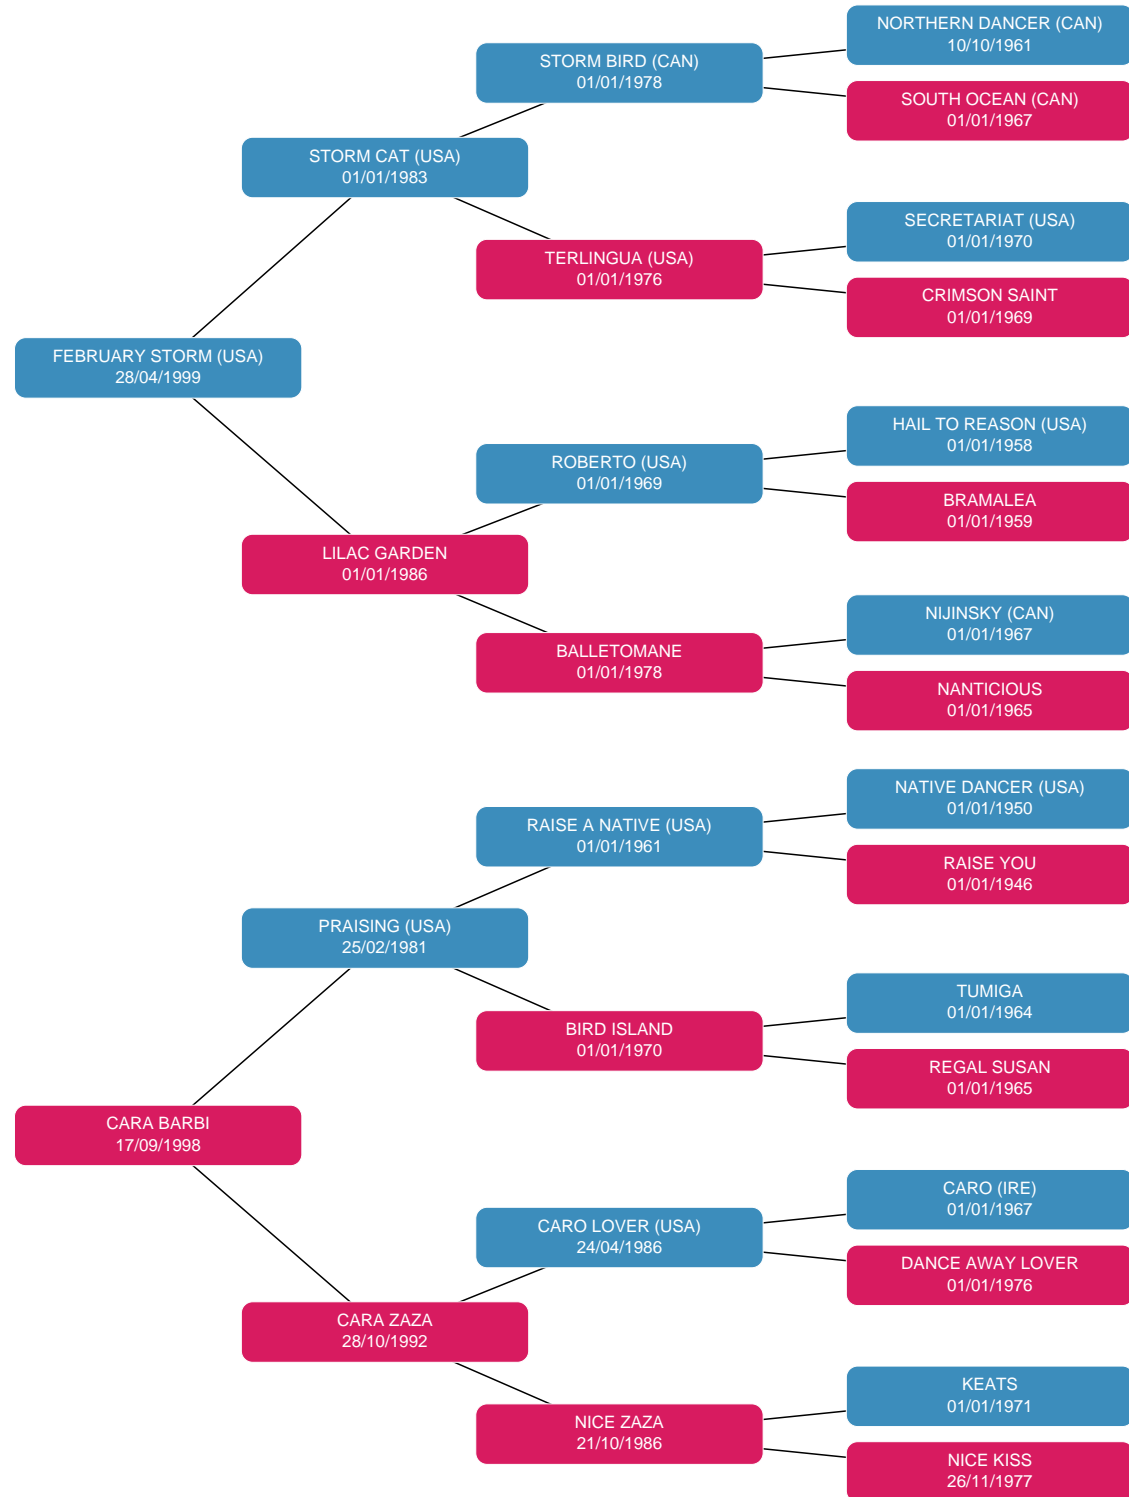 NORTHERN DANCER (CAN)
10/10/1961
STORM BIRD (CAN)
01/01/1978
SOUTH OCEAN (CAN)
01/01/1967
STORM CAT (USA)
01/01/1983
SECRETARIAT (USA)
01/01/1970
TERLINGUA (USA)
01/01/1976
CRIMSON SAINT
01/01/1969
FEBRUARY STORM (USA)
28/04/1999
HAIL TO REASON (USA)
01/01/1958
ROBERTO (USA)
01/01/1969
BRAMALEA
01/01/1959
LILAC GARDEN
01/01/1986
NIJINSKY (CAN)
01/01/1967
BALLETOMANE
01/01/1978
NANTICIOUS
01/01/1965
NATIVE DANCER (USA)
01/01/1950
RAISE A NATIVE (USA)
01/01/1961
RAISE YOU
01/01/1946
PRAISING (USA)
25/02/1981
TUMIGA
01/01/1964
BIRD ISLAND
01/01/1970
REGAL SUSAN
01/01/1965
CARA BARBI
17/09/1998
CARO (IRE)
01/01/1967
CARO LOVER (USA)
24/04/1986
DANCE AWAY LOVER
01/01/1976
CARA ZAZA
28/10/1992
KEATS
01/01/1971
NICE ZAZA
21/10/1986
NICE KISS
26/11/1977